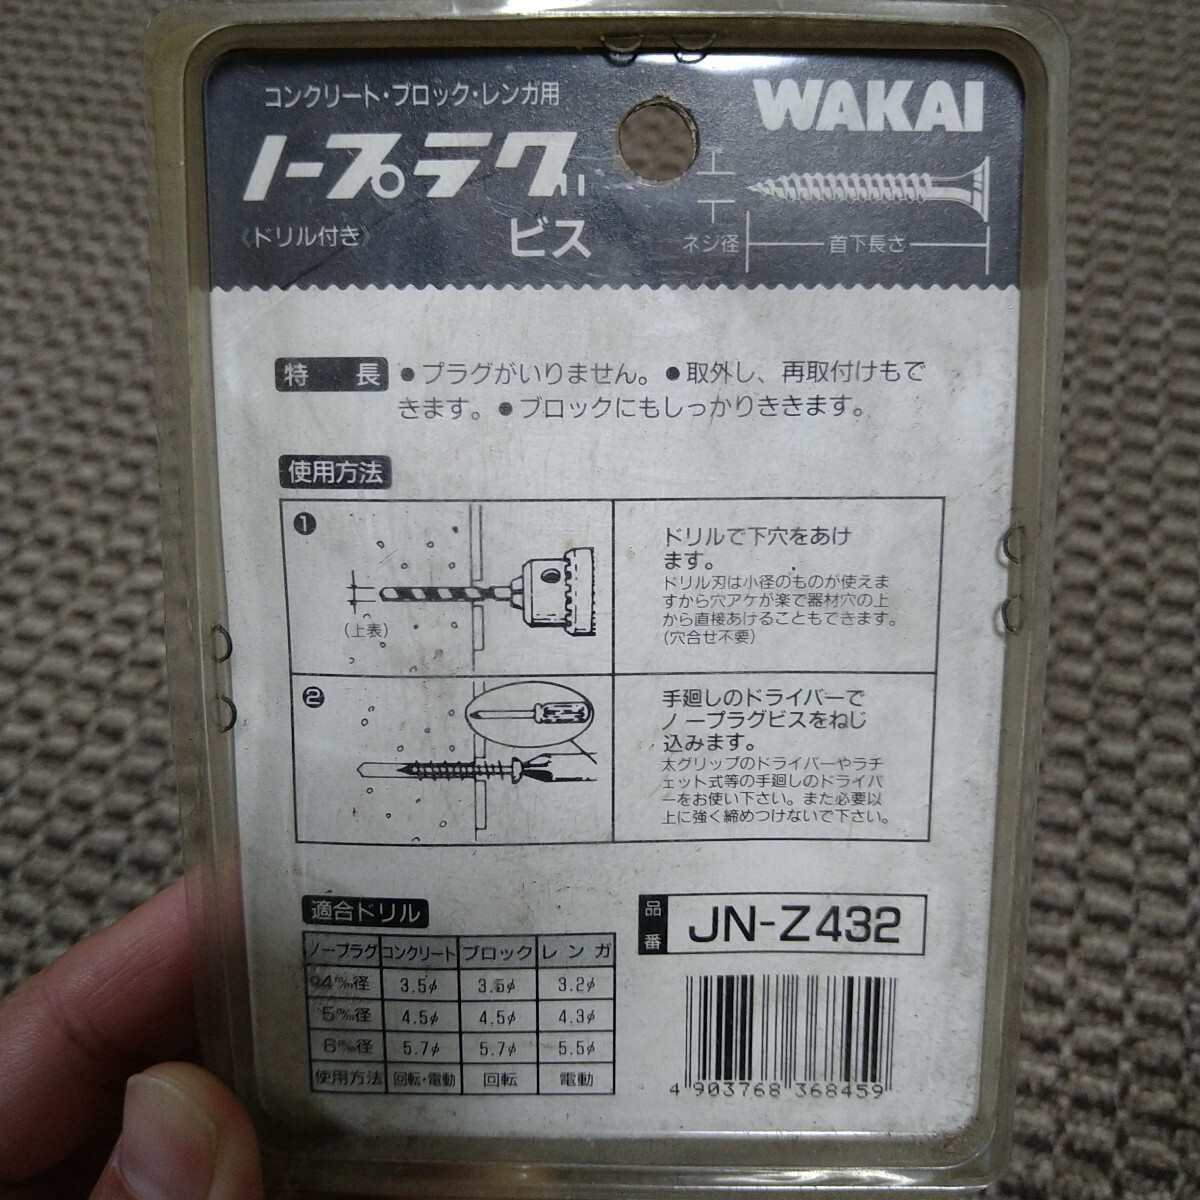 コンクリート・ブロック・レンガ用
ノープラグ
ビス
《ドリル付き》
WAKAI
ネジ径
首下長さ
特長
●プラグがいりません。●取外し、再取付けもで
きます。●ブロックにもしっかりききます。
使用方法
❶
(上表)
ドリルで下穴をあけ
ます。
ドリル刃は小径のものが使えま
すから穴アケが楽で器材穴の上
から直接あけることもできます。
(穴合せ不要)
❷
手廻しのドライバーで
ノープラグビスをねじ
込みます。
太グリップのドライバーやラチ
ェット式等の手廻しのドライバ
ーをお使い下さい。また必要以
上に強く締めつけないで下さい。
適合ドリル
ノープラグ コンクリート ブロック レンガ
4㎜径 3.5φ 3.5φ 3.2φ
5㎜径 4.5φ 4.5φ 4.3φ
6㎜径 5.7φ 5.7φ 5.5φ
使用方法 回転・電動 回転 電動
品番 JN-Z432
4 903768 368459